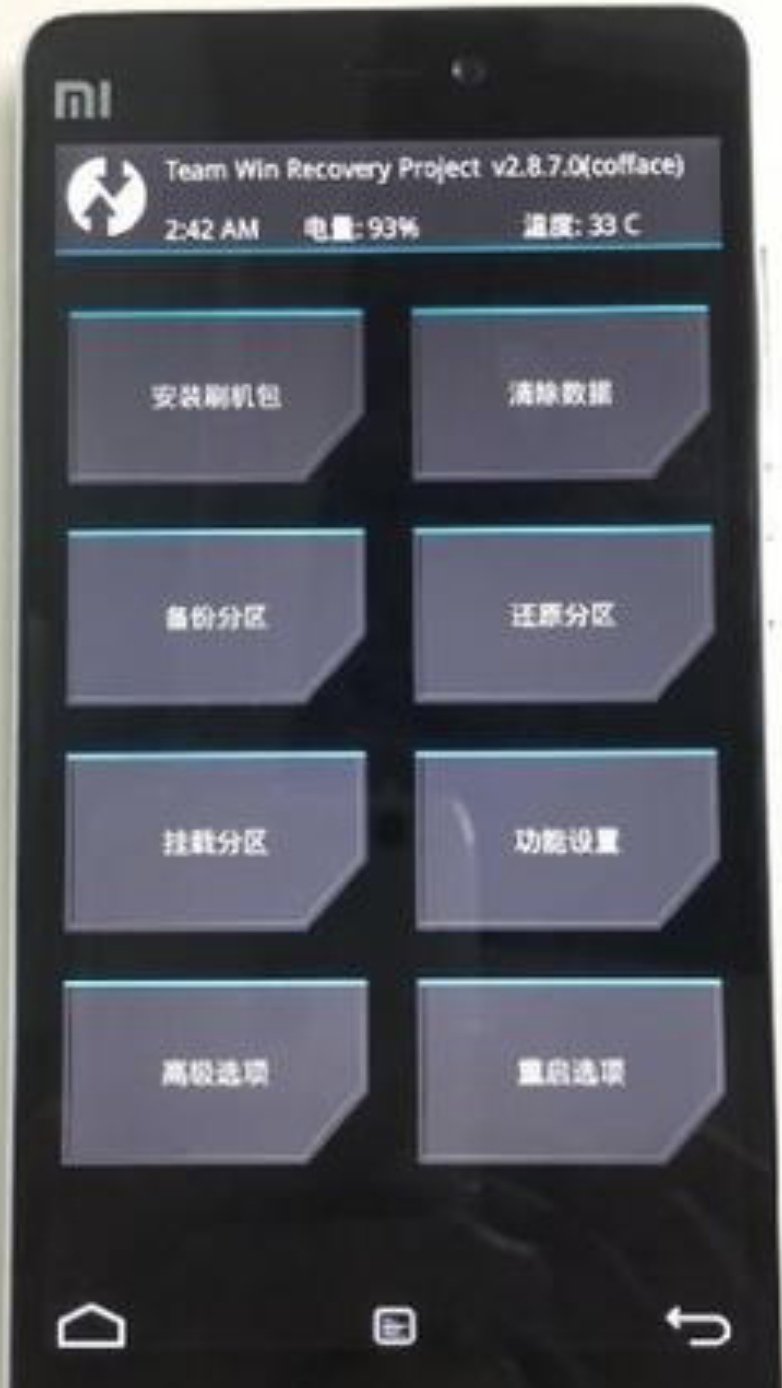 MI
Team Win Recovery Project v2.8.7.0(cofface)
2:42 AM 电量: 93% 温度: 33 C
安装刷机包 清除数据
备份分区 还原分区
挂载分区 功能设置
高级选项 重启选项